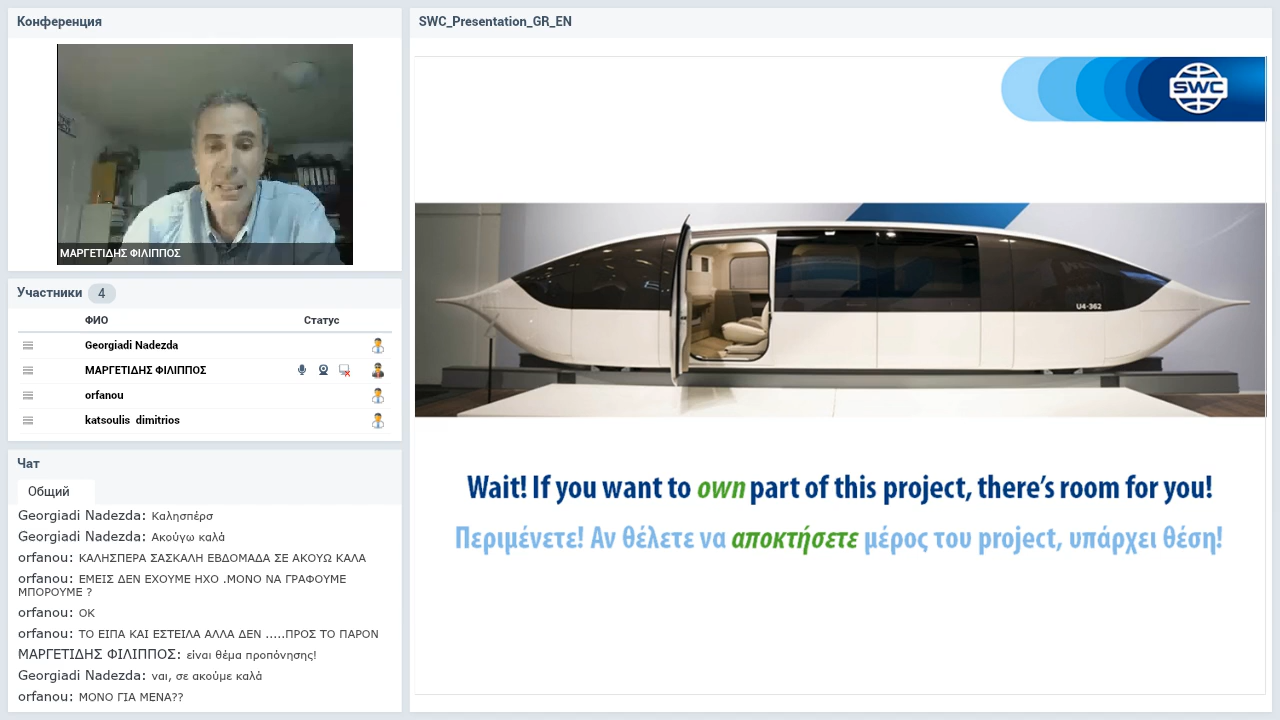 Конференция
ΜΑΡΓΕΤΙΔΗΣ ΦΙΛΙΠΠΟΣ
Участники 4
ФИО Статус
Georgiadi Nadezda
ΜΑΡΓΕΤΙΔΗΣ ΦΙΛΙΠΠΟΣ
orfanou
katsoulis dimitrios
Чат
Общий
Georgiadi Nadezda: Καλησπέρσ
Georgiadi Nadezda: Ακούγω καλά
orfanou: ΚΑΛΗΣΠΕΡΑ ΣΑΣΚΑΛΗ ΕΒΔΟΜΑΔΑ ΣΕ ΑΚΟΥΩ ΚΑΛΑ
orfanou: ΕΜΕΙΣ ΔΕΝ ΕΧΟΥΜΕ ΗΧΟ .ΜΟΝΟ ΝΑ ΓΡΑΦΟΥΜΕ
ΜΠΟΡΟΥΜΕ ?
orfanou: ΟΚ
orfanou: ΤΟ ΕΙΠΑ ΚΑΙ ΕΣΤΕΙΛΑ ΑΛΛΑ ΔΕΝ .....ΠΡΟΣ ΤΟ ΠΑΡΟΝ
ΜΑΡΓΕΤΙΔΗΣ ΦΙΛΙΠΠΟΣ: είναι θέμα προπόνησης!
Georgiadi Nadezda: ναι, σε ακούμε καλά
orfanou: ΜΟΝΟ ΓΙΑ ΜΕΝΑ??
SWC_Presentation_GR_EN
SWC
U4-362
Wait! If you want to own part of this project, there's room for you!
Περιμένετε! Αν θέλετε να αποκτήσετε μέρος του project, υπάρχει θέση!